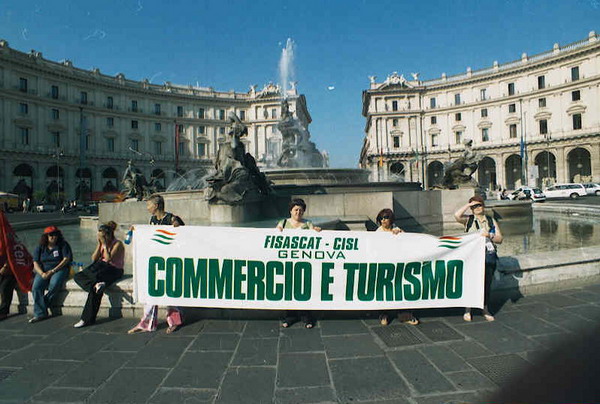 FISASCAT - CISL
GENOVA
COMMERCIO E TURISMO